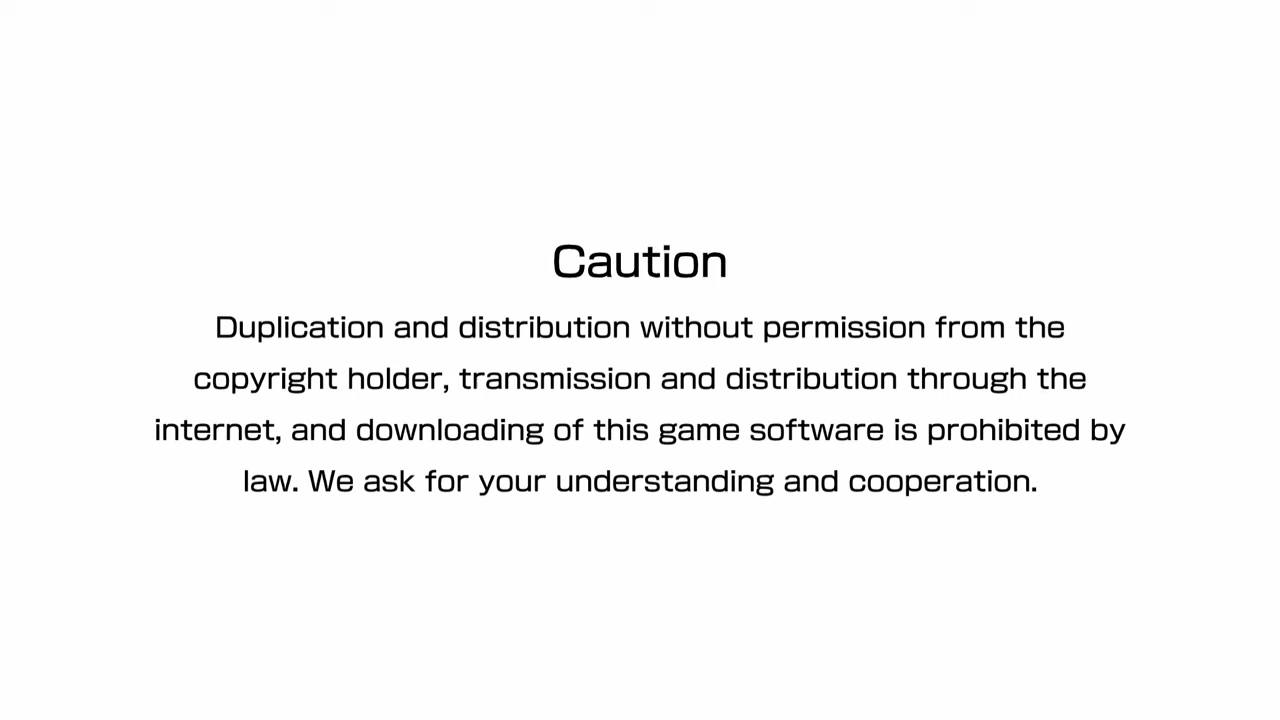 Caution
Duplication and distribution without permission from the
copyright holder, transmission and distribution through the
internet, and downloading of this game software is prohibited by
law. We ask for your understanding and cooperation.